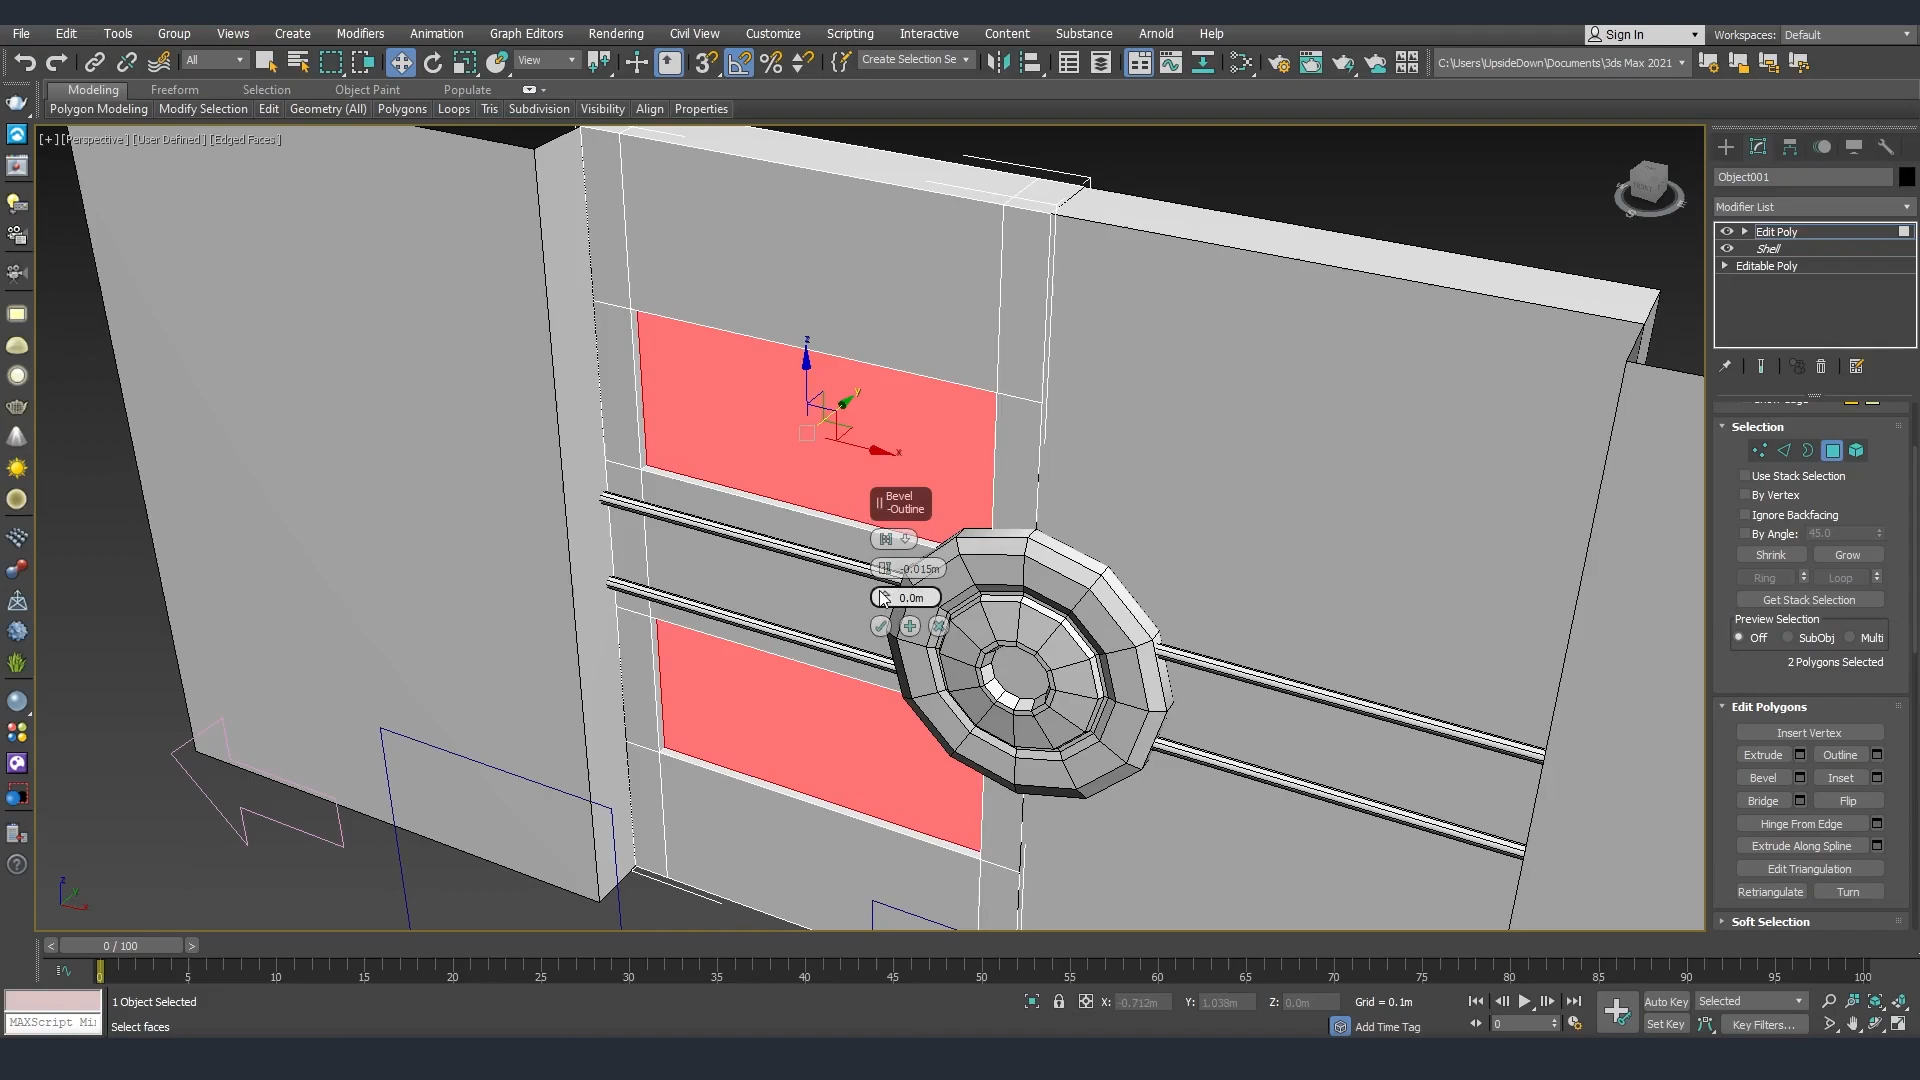 File Edit Tools Group Views Create Modifiers Animation Graph Editors Rendering Civil View Customize Scripting Interactive Content Substance Arnold Help Sign In Workspaces: Default
All View Create Selection Se C:\Users\UpsideDown\Documents\3ds Max 2021
Modeling Freeform Selection Object Paint Populate
Polygon Modeling Modify Selection Edit Geometry (All) Polygons Loops Tris Subdivision Visibility Align Properties
[+] [Perspective ] [User Defined ] [Edged Faces ]
Object001
Modifier List
Edit Poly
Shell
Editable Poly
z
y
x
Selection
Use Stack Selection
By Vertex
Ignore Backfacing
By Angle: 45.0
Shrink Grow
Ring Loop
Get Stack Selection
Preview Selection
Off SubObj Multi
2 Polygons Selected
Bevel
-Outline
-0.015m
0.0m
Edit Polygons
Insert Vertex
Extrude Outline
Bevel Inset
Bridge Flip
Hinge From Edge
Extrude Along Spline
Edit Triangulation
Retriangulate Turn
Soft Selection
z
y
x
< 0 / 100 >
0 5 10 15 20 25 30 35 40 45 50 55 60 65 70 75 80 85 90 95 100
1 Object Selected X: -0.712m Y: 1.038m Z: 0.0m Grid = 0.1m Auto Key Selected
MAXScript Mi Select faces Add Time Tag 0 Set Key Key Filters...